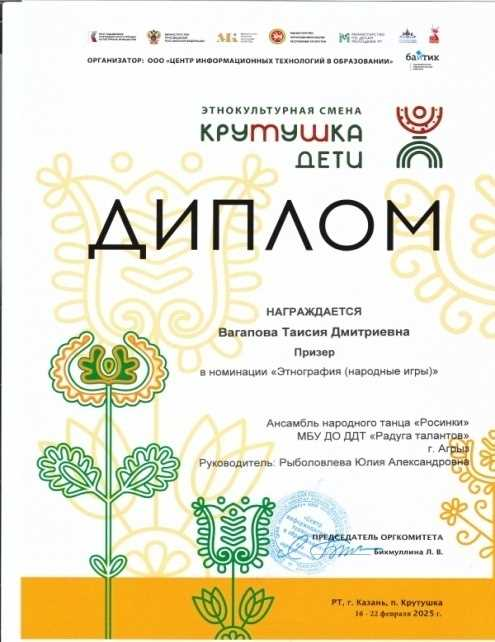 ОРГАНИЗАТОР: ООО «ЦЕНТР ИНФОРМАЦИОННЫХ ТЕХНОЛОГИЙ В ОБРАЗОВАНИИ»
байтик
ЭТНОКУЛЬТУРНАЯ СМЕНА
КРУТУШКА
ДЕТИ
ДИПЛОМ
НАГРАЖДАЕТСЯ
Вагапова Таисия Дмитриевна
Призер
в номинации «Этнография (народные игры)»
Ансамбль народного танца «Росинки»
МБУ ДО ДДТ «Радуга талантов»
г. Агрыз
Руководитель: Рыболовлева Юлия Александровна
ПРЕДСЕДАТЕЛЬ ОРГКОМИТЕТА
Бикмуллина Л. В.
РТ, г. Казань, п. Крутушка
16 - 22 февраля 2025 г.